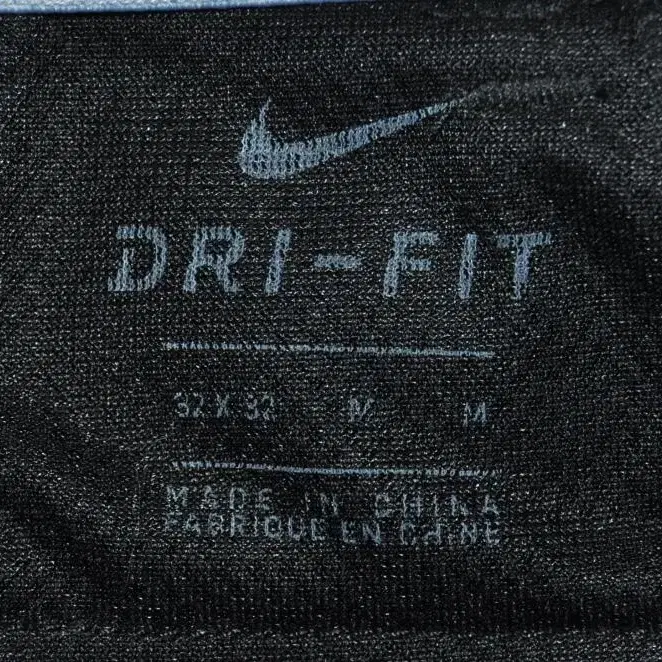 DRI-FIT
32 X 32 M M
MADE IN CHINA
FABRIQUE EN CHINE